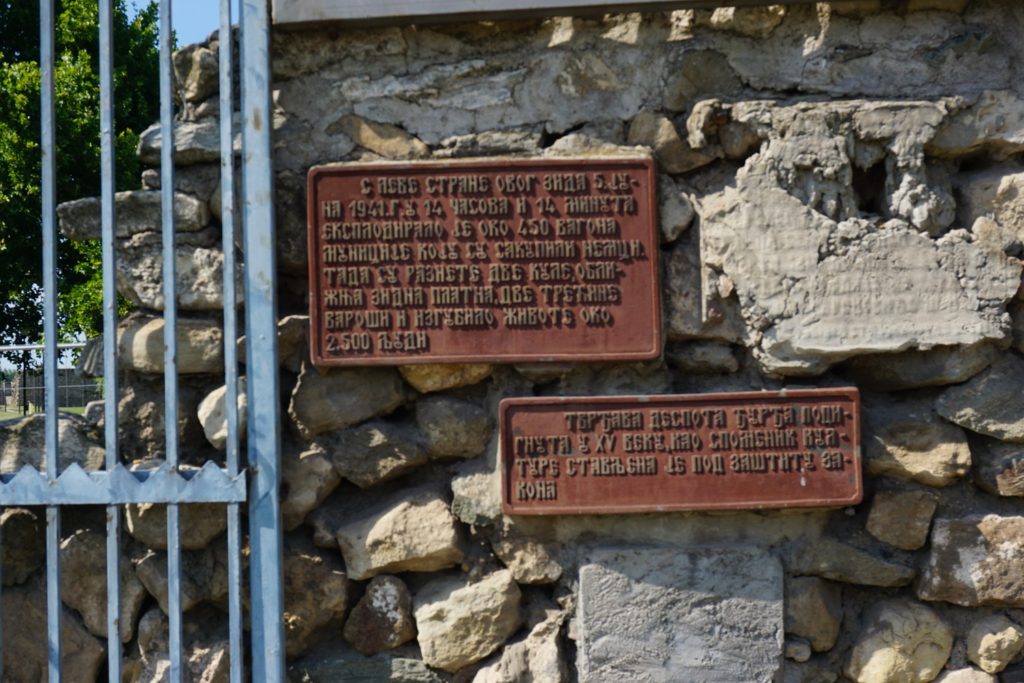 С ЛЕВЕ СТРАНЕ ОВОГ ЗИДА 5.ЈУ-
НА 1941.Г.У 14 ЧАСОВА И 14 МИНУТА
ЕКСПЛОДИРАЛО ЈЕ ОКО 450 ВАГОНА
МУНИЦИЈЕ КОЈУ СУ САКУПИЛИ НЕМЦИ
ТАДА СУ РАЗНЕТЕ ДВЕ КУЛЕ,ОБЛИ-
ЖЊА ЗИДНА ПЛАТНА,ДВЕ ТРЕЋИНЕ
ВАРОШИ И ИЗГУБИЛО ЖИВОТЕ ОКО
2.500 ЉУДИ
ТВРЂАВА ДЕСПОТА ЂУРЂА ПОДИ-
ГНУТА У XV ВЕКУ,КАО СПОМЕНИК КУЛ-
ТУРЕ СТАВЉЕНА ЈЕ ПОД ЗАШТИТУ ЗА-
КОНА